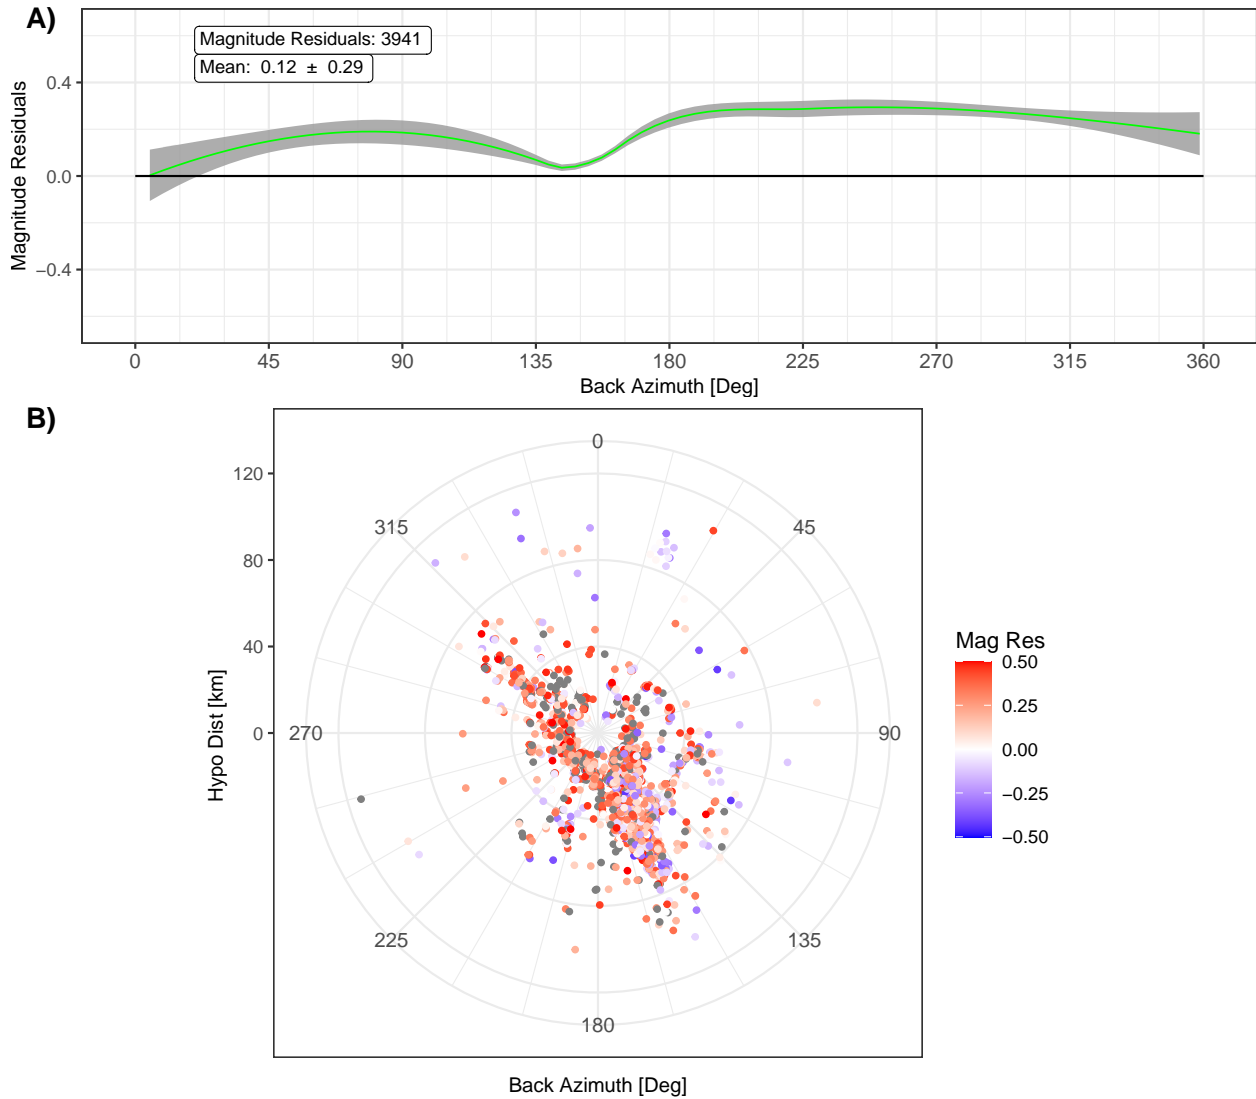 A)
Magnitude Residuals: 3941
Mean: 0.12 ± 0.29
0.4
0.0
−0.4
Magnitude Residuals
0 45 90 135 180 225 270 315 360
Back Azimuth [Deg]
B)
0
45
90
135
180
225
270
315
120
80
40
0
Hypo Dist [km]
Back Azimuth [Deg]
Mag Res
0.50
0.25
0.00
−0.25
−0.50